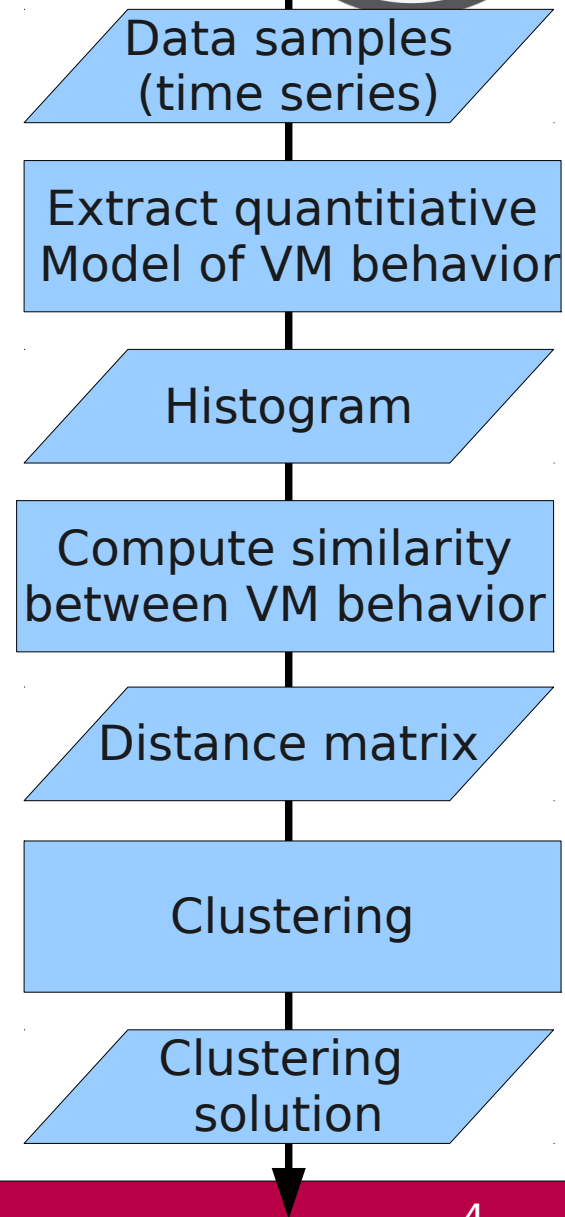 Data samples
(time series)
Extract quantitiative
Model of VM behavior
Histogram
Compute similarity
between VM behavior
Distance matrix
Clustering
Clustering
solution
4